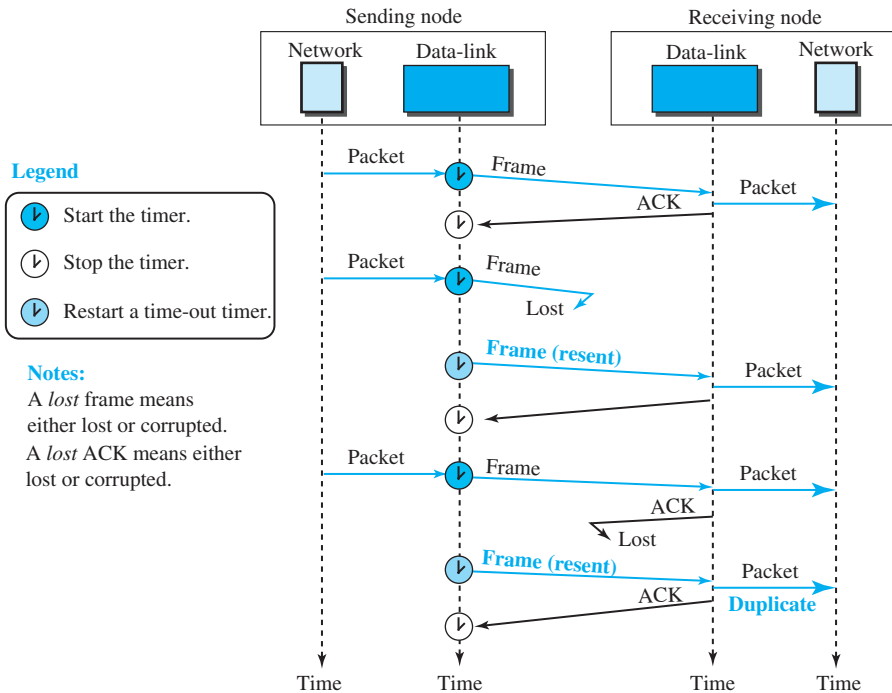 Sending node
Receiving node
Network
Data-link
Data-link
Network
Legend
Start the timer.
Stop the timer.
Restart a time-out timer.
Notes:
A lost frame means
either lost or corrupted.
A lost ACK means either
lost or corrupted.
Packet
Frame
Packet
ACK
Packet
Frame
Lost
Frame (resent)
Packet
Packet
Frame
Packet
ACK
Lost
Frame (resent)
Packet
ACK
Duplicate
Time
Time
Time
Time